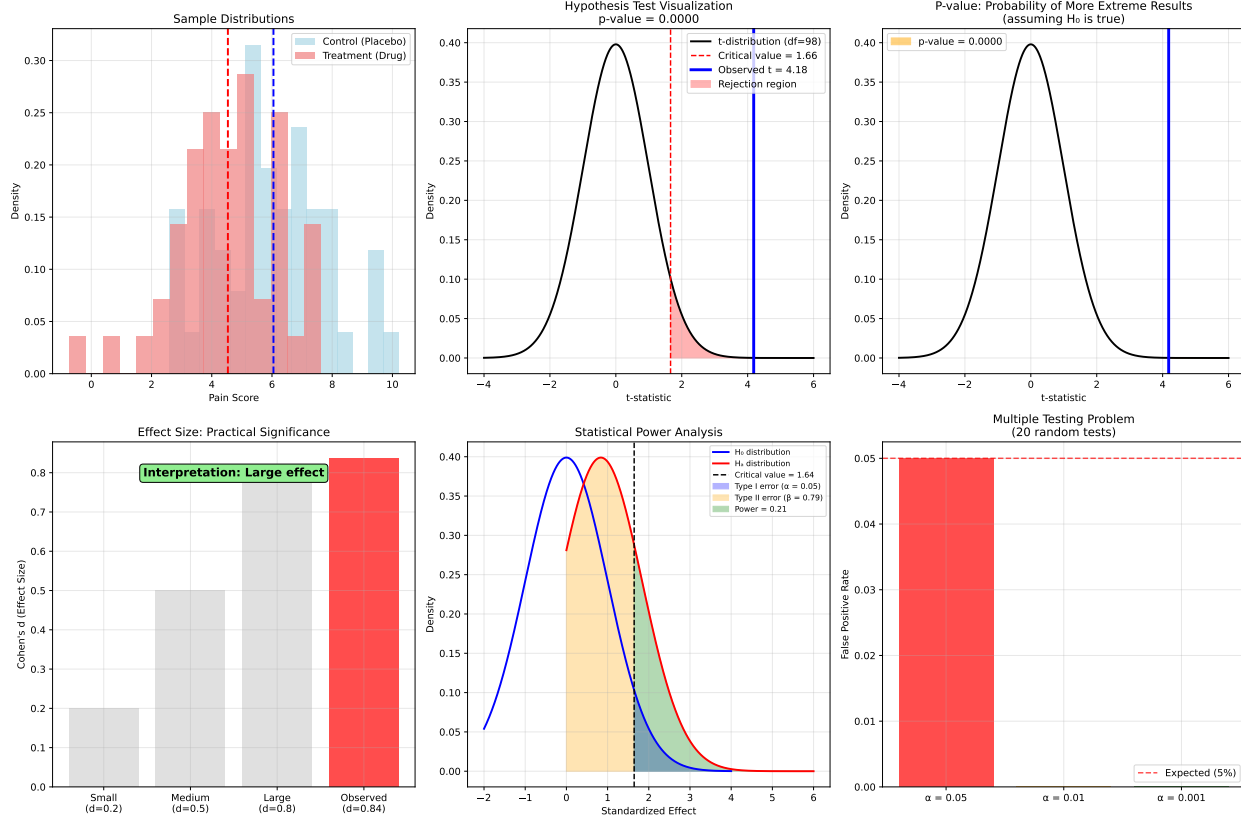 Sample Distributions
Control (Placebo)
Treatment (Drug)
Density
0.30
0.25
0.20
0.15
0.10
0.05
0.00
0
2
4
6
8
10
Pain Score
Hypothesis Test Visualization
p-value = 0.0000
t-distribution (df=98)
Critical value = 1.66
Observed t = 4.18
Rejection region
Density
0.40
0.35
0.30
0.25
0.20
0.15
0.10
0.05
0.00
−4
−2
0
2
4
6
t-statistic
P-value: Probability of More Extreme Results
(assuming H₀ is true)
p-value = 0.0000
Density
0.40
0.35
0.30
0.25
0.20
0.15
0.10
0.05
0.00
−4
−2
0
2
4
6
t-statistic
Effect Size: Practical Significance
Interpretation: Large effect
Cohen's d (Effect Size)
0.8
0.7
0.6
0.5
0.4
0.3
0.2
0.1
0.0
Small
(d=0.2)
Medium
(d=0.5)
Large
(d=0.8)
Observed
(d=0.84)
Statistical Power Analysis
H₀ distribution
Hₐ distribution
Critical value = 1.64
Type I error (α = 0.05)
Type II error (β = 0.79)
Power = 0.21
Density
0.40
0.35
0.30
0.25
0.20
0.15
0.10
0.05
0.00
−2
−1
0
1
2
3
4
5
6
Standardized Effect
Multiple Testing Problem
(20 random tests)
False Positive Rate
0.05
0.04
0.03
0.02
0.01
0.00
Expected (5%)
α = 0.05
α = 0.01
α = 0.001